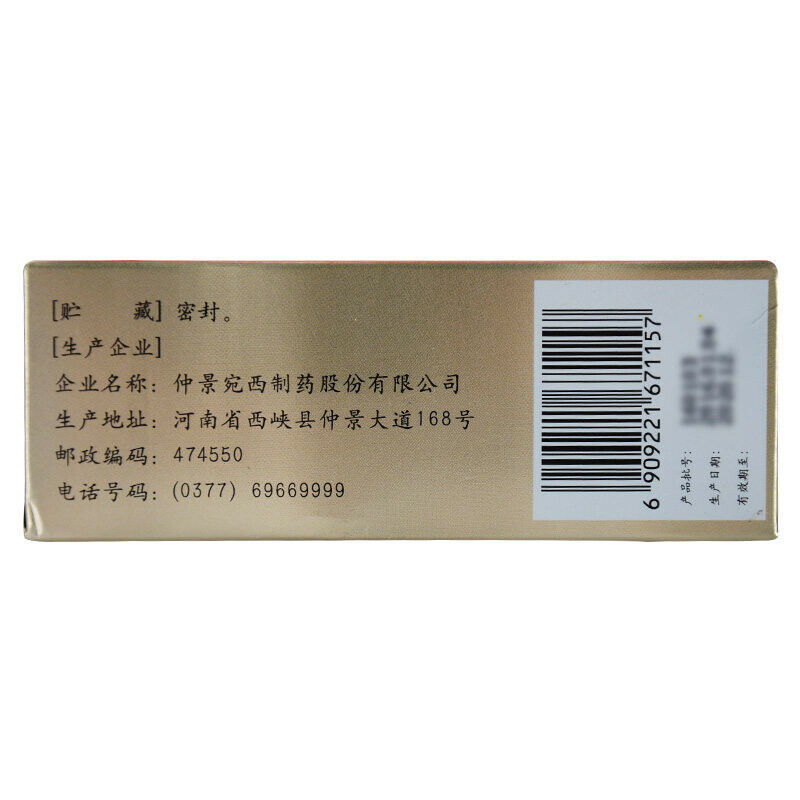 [贮　　藏] 密封。
[生产企业]
企业名称：仲景宛西制药股份有限公司
生产地址：河南省西峡县仲景大道168号
邮政编码：474550
电话号码：(0377) 69669999
6 909221 671157
产品批号：
生产日期：
有效期至：